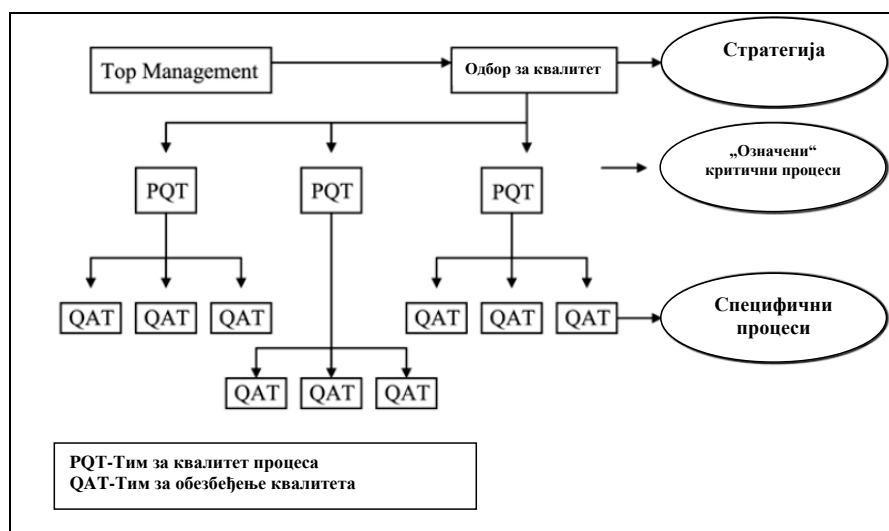 Top Management
Одбор за квалитет
Стратегија
PQT
PQT
PQT
„Означени“
критични процеси
QAT
QAT
QAT
QAT
QAT
QAT
Специфични
процеси
QAT
QAT
QAT
PQT-Тим за квалитет процеса
QAT-Тим за обезбеђење квалитета